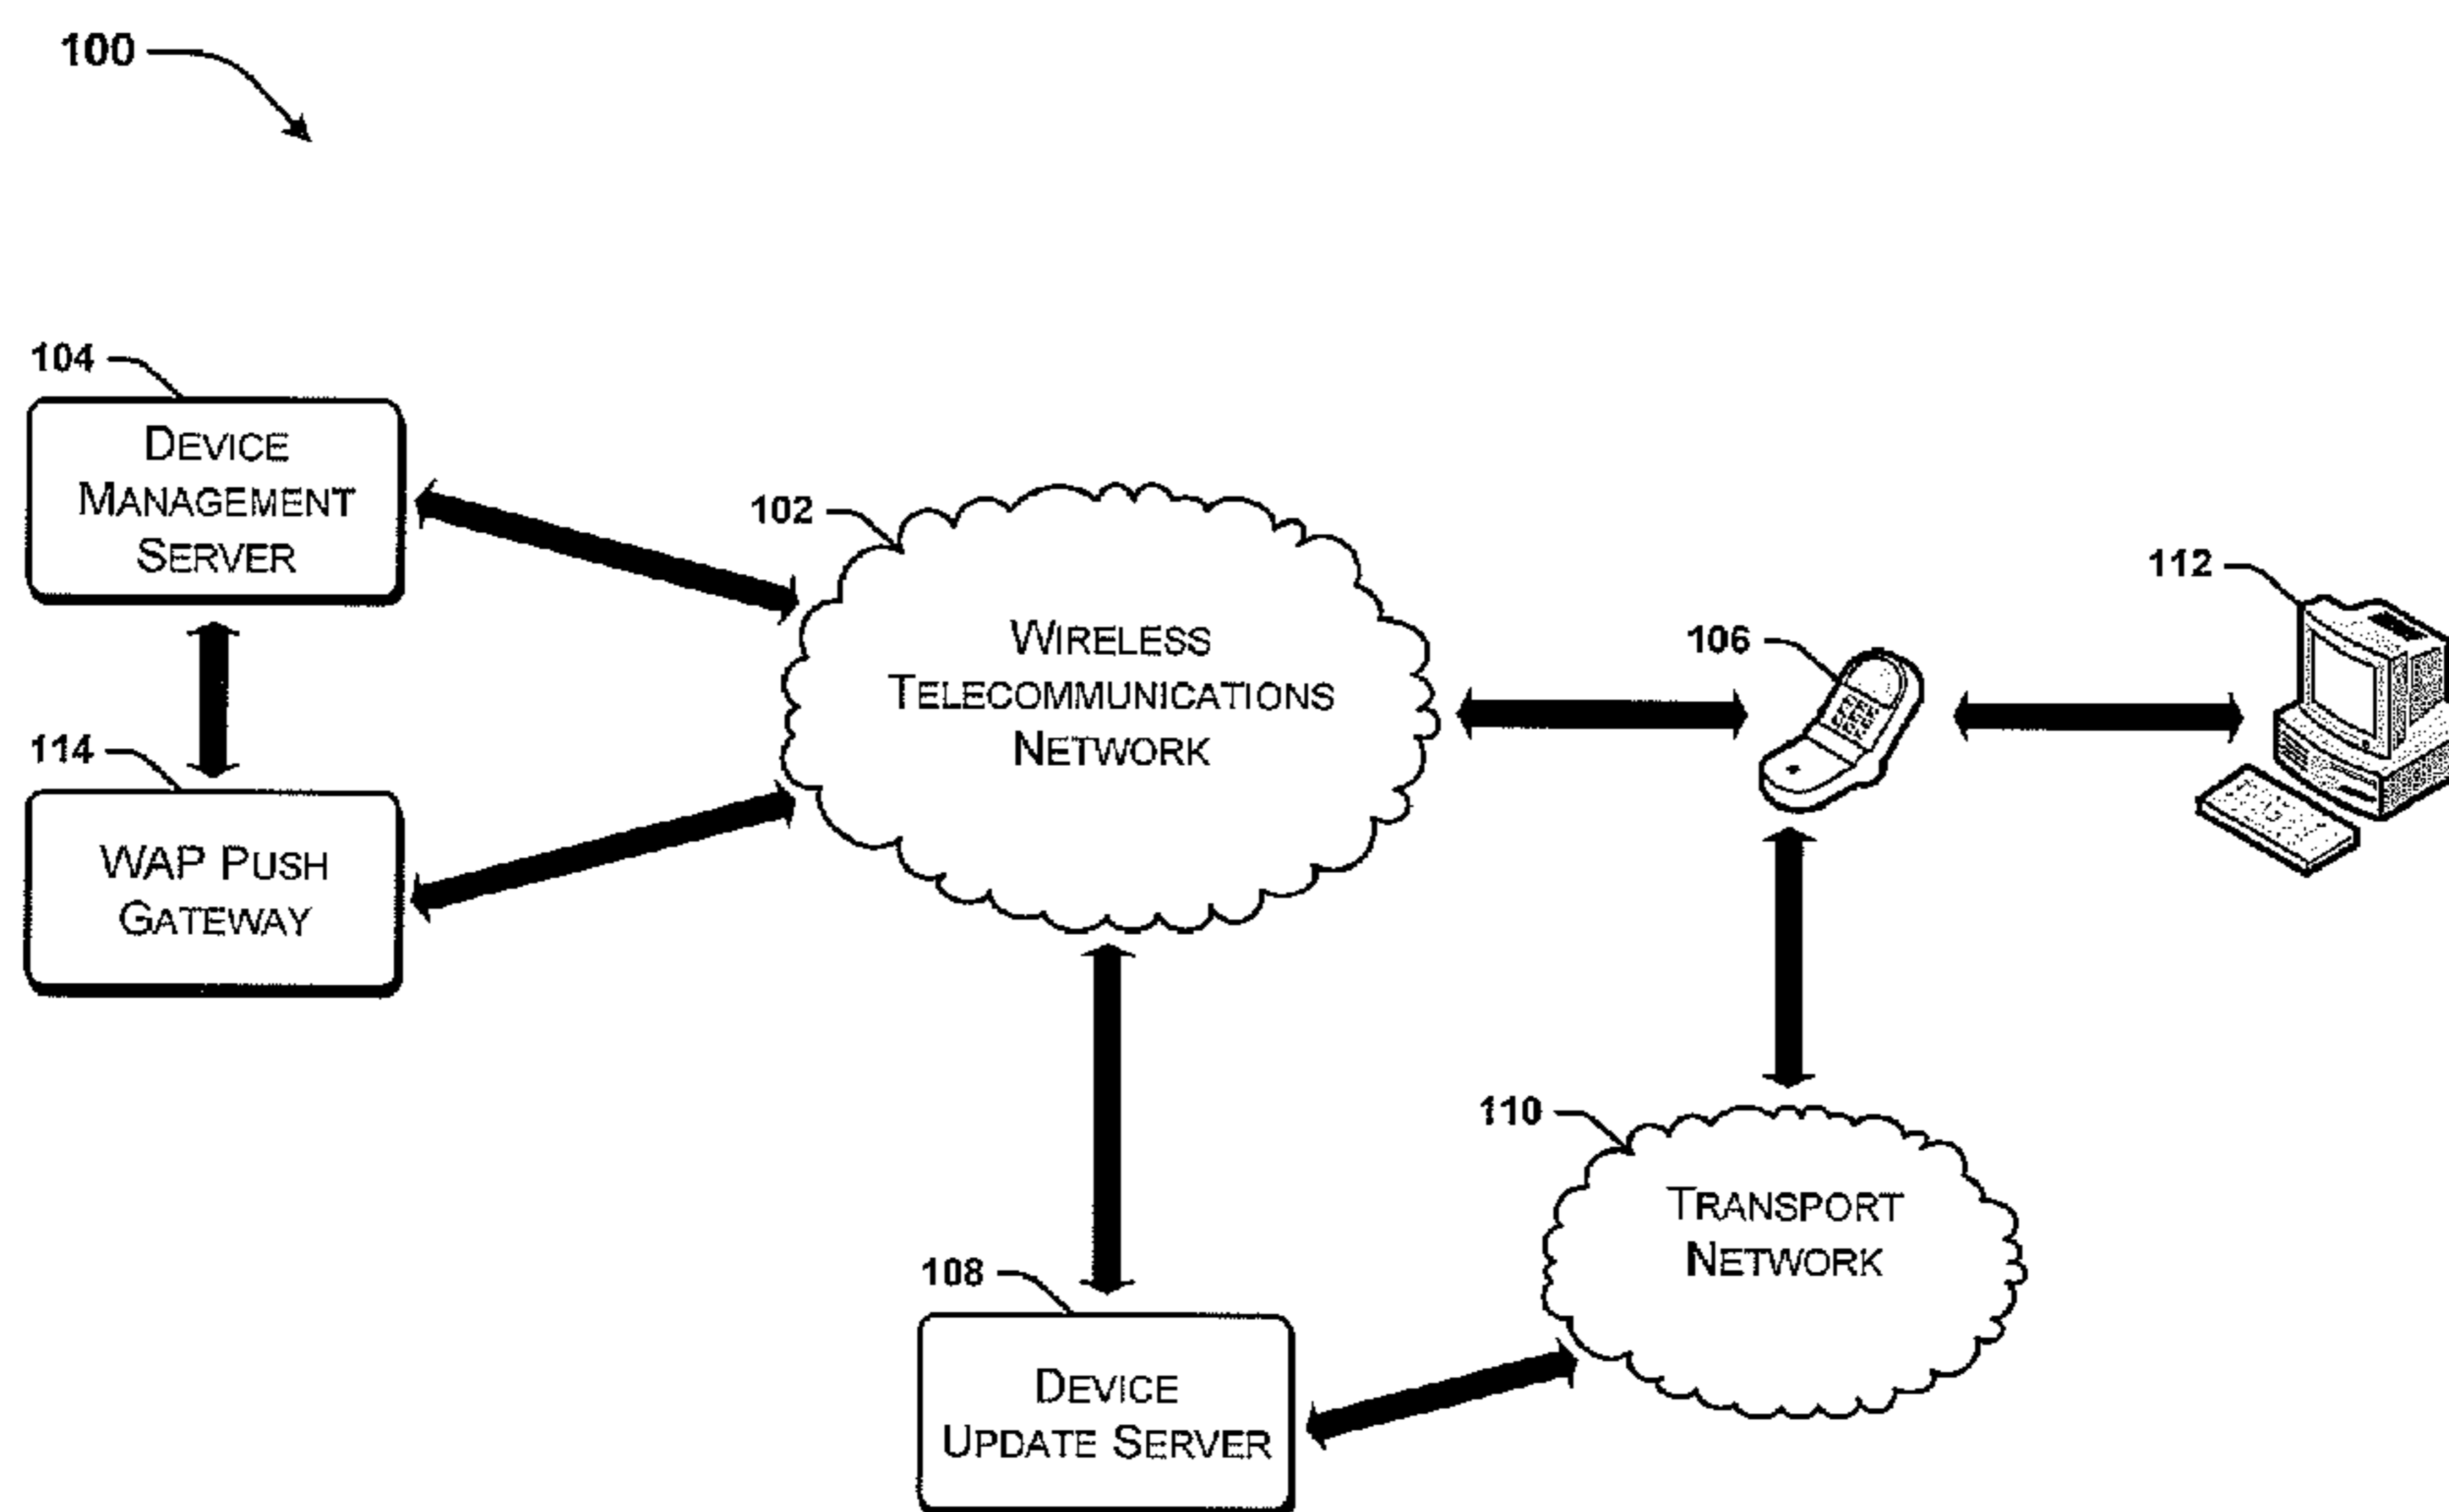 100
104
DEVICE
MANAGEMENT
SERVER
102
WIRELESS
TELECOMMUNICATIONS
NETWORK
106
112
114
WAP PUSH
GATEWAY
110
TRANSPORT
NETWORK
108
DEVICE
UPDATE SERVER